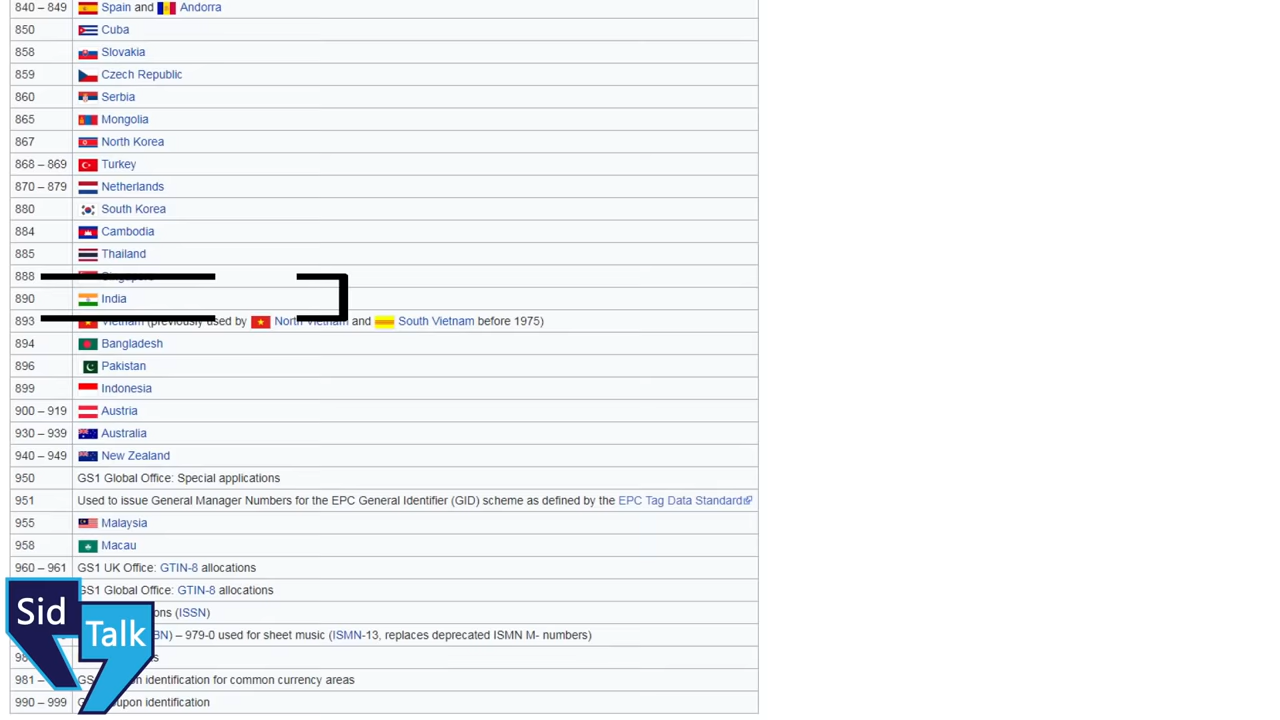 840 – 849 Spain and Andorra
850 Cuba
858 Slovakia
859 Czech Republic
860 Serbia
865 Mongolia
867 North Korea
868 – 869 Turkey
870 – 879 Netherlands
880 South Korea
884 Cambodia
885 Thailand
888 Singapore
890 India
893 Vietnam (previously used by North Vietnam and South Vietnam before 1975)
894 Bangladesh
896 Pakistan
899 Indonesia
900 – 919 Austria
930 – 939 Australia
940 – 949 New Zealand
950 GS1 Global Office: Special applications
951 Used to issue General Manager Numbers for the EPC General Identifier (GID) scheme as defined by the EPC Tag Data Standard
955 Malaysia
958 Macau
960 – 961 GS1 UK Office: GTIN-8 allocations
GS1 Global Office: GTIN-8 allocations
(ISSN)
– 979-0 used for sheet music (ISMN-13, replaces deprecated ISMN M- numbers)
981 – identification for common currency areas
990 – 999 identification
Sid
Talk